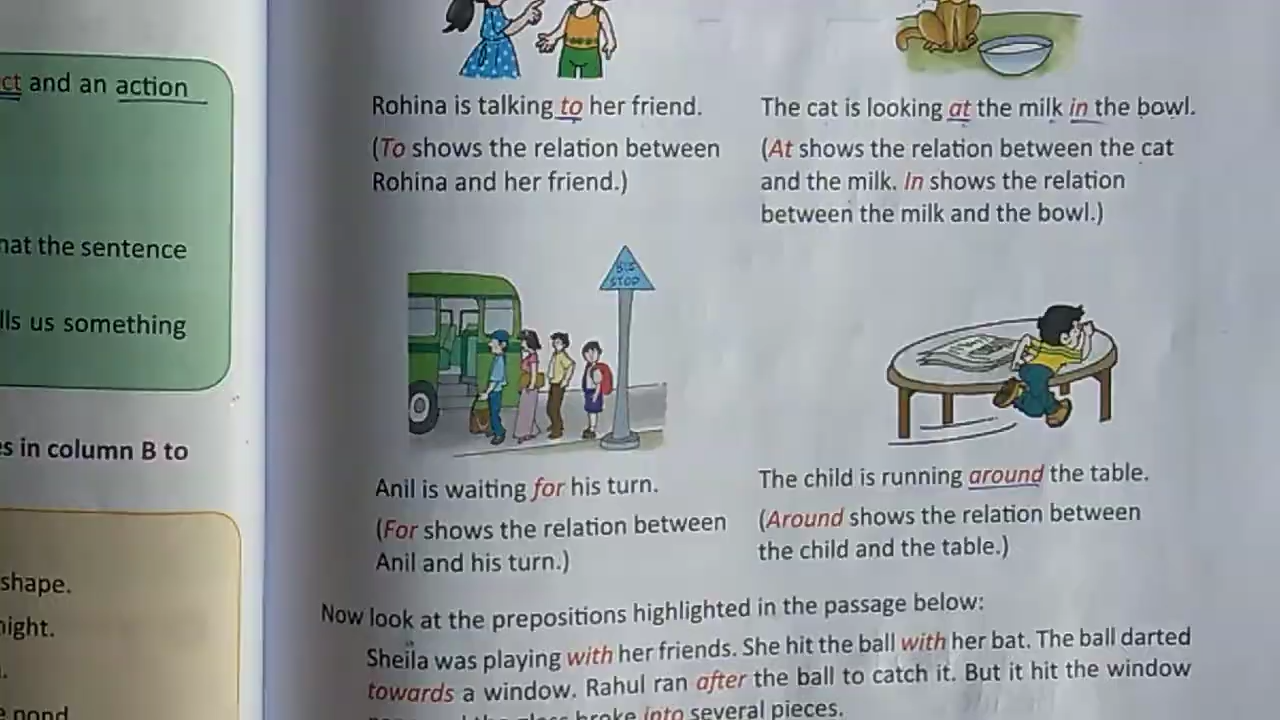 ct and an action
hat the sentence
lls us something
es in column B to
shape.
night.
pond
Rohina is talking to her friend.
(To shows the relation between
Rohina and her friend.)
The cat is looking at the milk in the bowl.
(At shows the relation between the cat
and the milk. In shows the relation
between the milk and the bowl.)
BUS
STOP
Anil is waiting for his turn.
(For shows the relation between
Anil and his turn.)
The child is running around the table.
(Around shows the relation between
the child and the table.)
Now look at the prepositions highlighted in the passage below:
Sheila was playing with her friends. She hit the ball with her bat. The ball darted
towards a window. Rahul ran after the ball to catch it. But it hit the window
broke into several pieces.